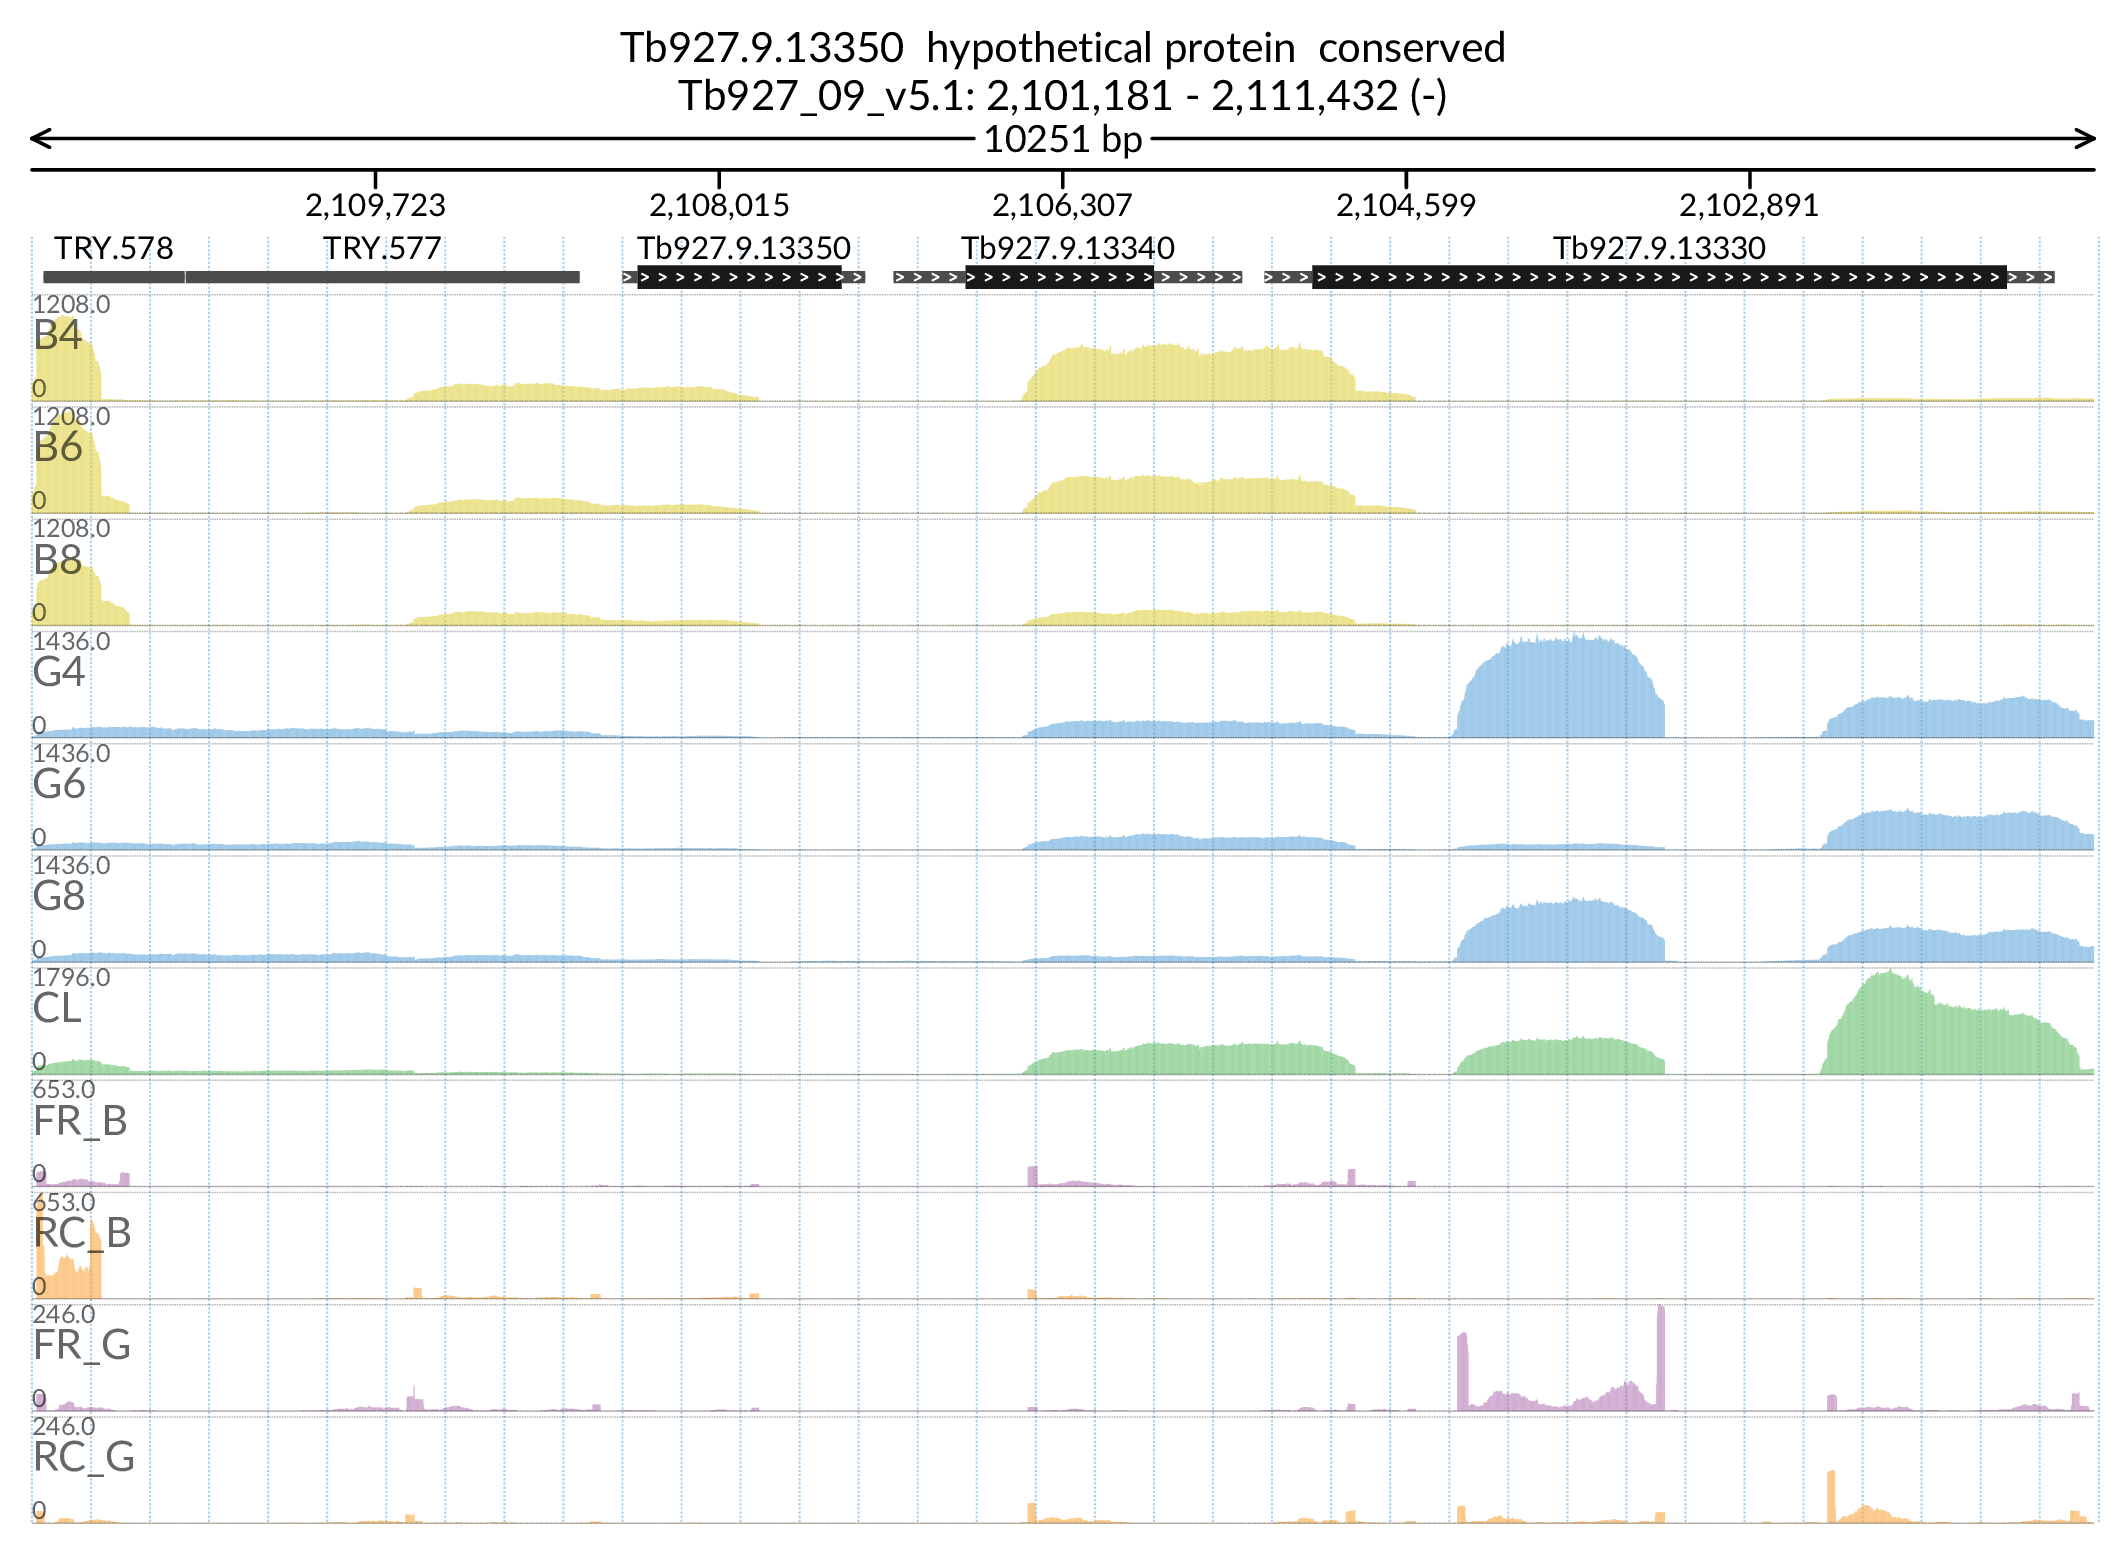 Tb927.9.13350  hypothetical protein  conserved
Tb927_09_v5.1: 2,101,181 - 2,111,432 (-)
10251 bp
2,109,723 2,108,015 2,106,307 2,104,599 2,102,891
TRY.578 TRY.577 Tb927.9.13350 Tb927.9.13340 Tb927.9.13330
1208.0
B4
0
1208.0
B6
0
1208.0
B8
0
1436.0
G4
0
1436.0
G6
0
1436.0
G8
0
1796.0
CL
0
653.0
FR_B
0
653.0
RC_B
0
246.0
FR_G
0
246.0
RC_G
0